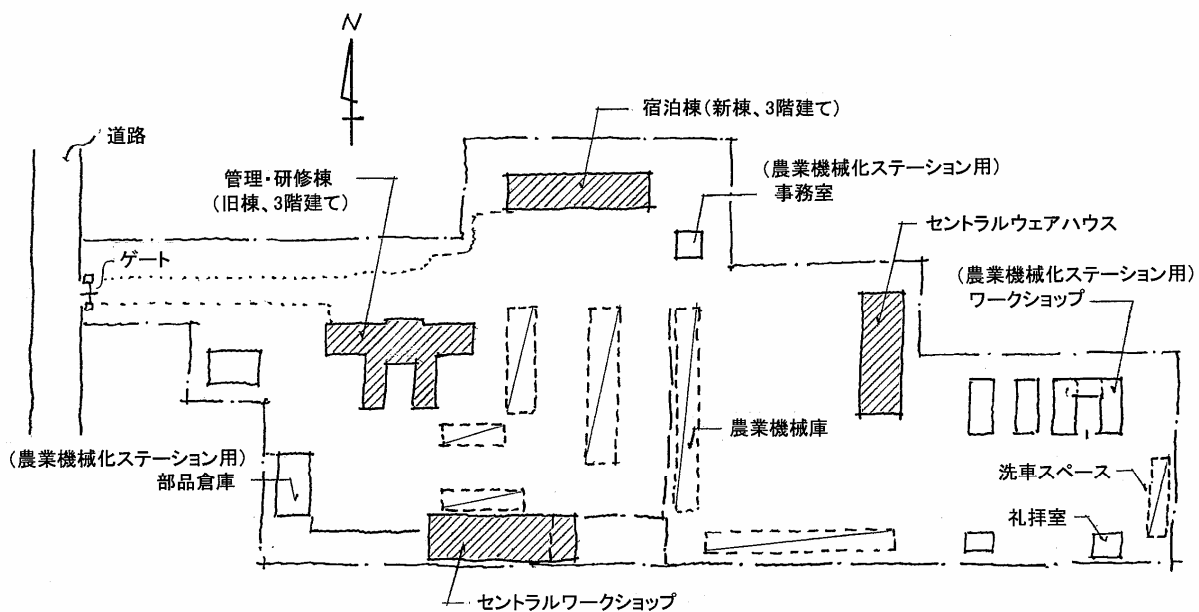 N
道路
宿泊棟(新棟、3階建て)
管理・研修棟
(旧棟、3階建て)
(農業機械化ステーション用)
事務室
セントラルウェアハウス
ゲート
(農業機械化ステーション用)
ワークショップ
農業機械庫
(農業機械化ステーション用)
部品倉庫
洗車スペース
礼拝室
セントラルワークショップ